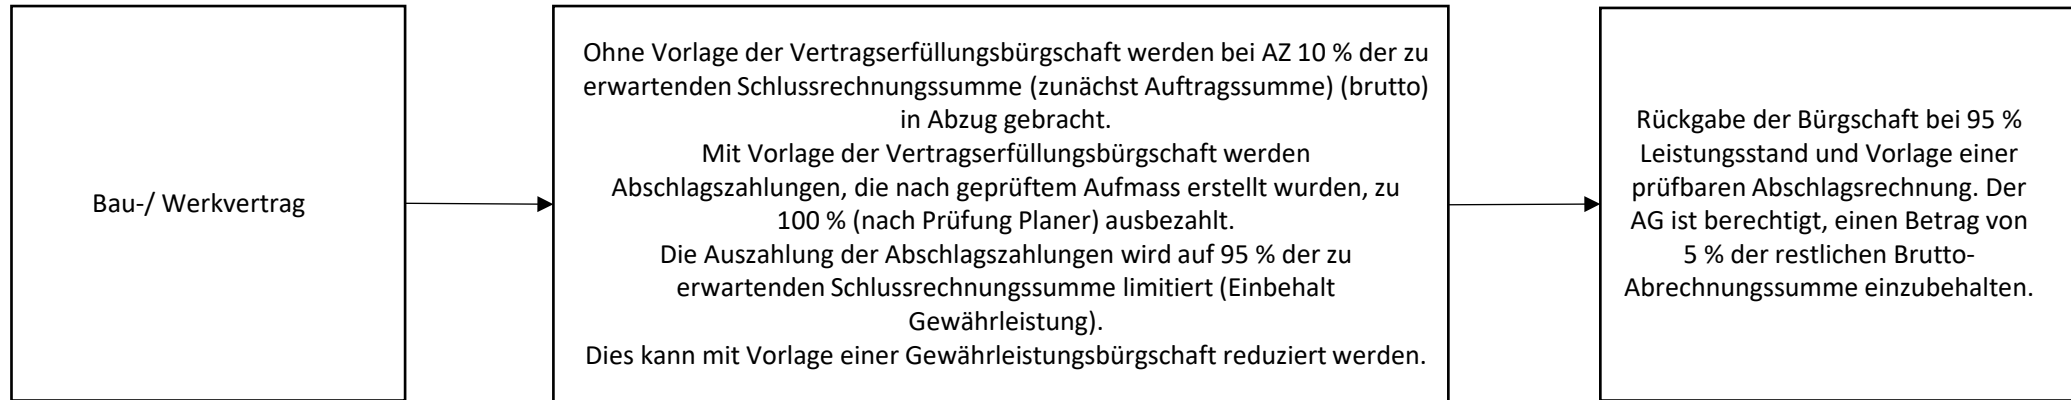 Bau-/ Werkvertrag
Ohne Vorlage der Vertragserfüllungsbürgschaft werden bei AZ 10 % der zu
erwartenden Schlussrechnungssumme (zunächst Auftragssumme) (brutto)
in Abzug gebracht.
Mit Vorlage der Vertragserfüllungsbürgschaft werden
Abschlagszahlungen, die nach geprüftem Aufmass erstellt wurden, zu
100 % (nach Prüfung Planer) ausbezahlt.
Die Auszahlung der Abschlagszahlungen wird auf 95 % der zu
erwartenden Schlussrechnungssumme limitiert (Einbehalt
Gewährleistung).
Dies kann mit Vorlage einer Gewährleistungsbürgschaft reduziert werden.
Rückgabe der Bürgschaft bei 95 %
Leistungsstand und Vorlage einer
prüfbaren Abschlagsrechnung. Der
AG ist berechtigt, einen Betrag von
5 % der restlichen Brutto-
Abrechnungssumme einzubehalten.